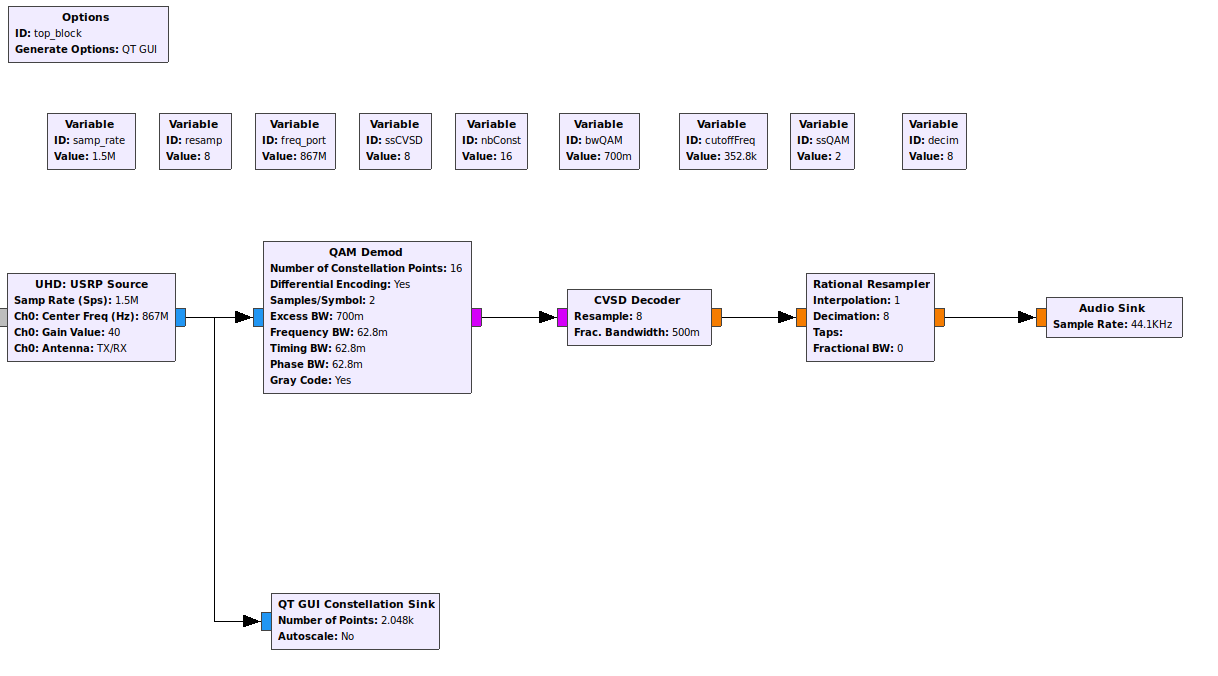 Options
ID: top_block
Generate Options: QT GUI
Variable
ID: samp_rate
Value: 1.5M
Variable
ID: resamp
Value: 8
Variable
ID: freq_port
Value: 867M
Variable
ID: ssCVSD
Value: 8
Variable
ID: nbConst
Value: 16
Variable
ID: bwQAM
Value: 700m
Variable
ID: cutoffFreq
Value: 352.8k
Variable
ID: ssQAM
Value: 2
Variable
ID: decim
Value: 8
UHD: USRP Source
Samp Rate (Sps): 1.5M
Ch0: Center Freq (Hz): 867M
Ch0: Gain Value: 40
Ch0: Antenna: TX/RX
QAM Demod
Number of Constellation Points: 16
Differential Encoding: Yes
Samples/Symbol: 2
Excess BW: 700m
Frequency BW: 62.8m
Timing BW: 62.8m
Phase BW: 62.8m
Gray Code: Yes
CVSD Decoder
Resample: 8
Frac. Bandwidth: 500m
Rational Resampler
Interpolation: 1
Decimation: 8
Taps:
Fractional BW: 0
Audio Sink
Sample Rate: 44.1KHz
QT GUI Constellation Sink
Number of Points: 2.048k
Autoscale: No